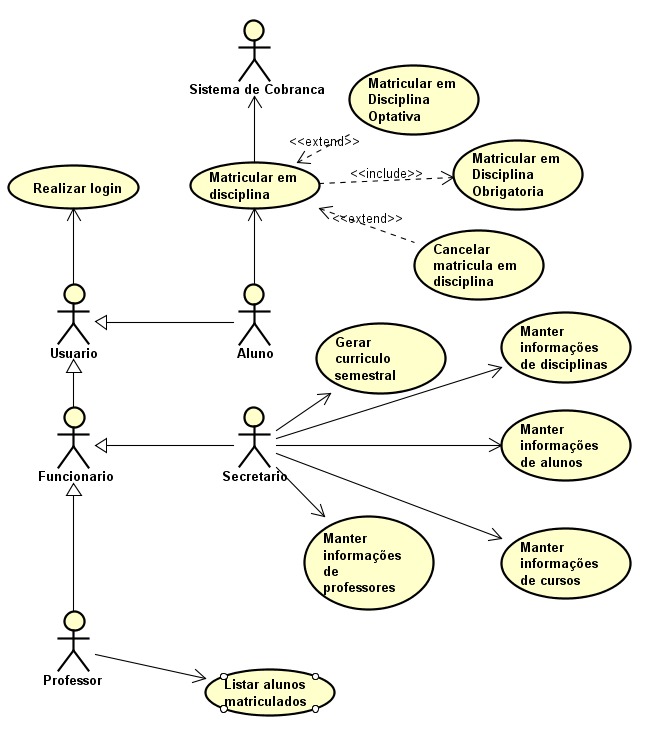 Sistema de Cobranca
Matricular em
Disciplina
Optativa
<<extend>>
Realizar login
Matricular em
disciplina
<<include>>
Matricular em
Disciplina
Obrigatoria
<<extend>>
Cancelar
matricula em
disciplina
Usuario
Aluno
Gerar
curriculo
semestral
Manter
informações
de disciplinas
Funcionario
Secretario
Manter
informações
de alunos
Manter
informações
de
professores
Manter
informações
de cursos
Professor
Listar alunos
matriculados